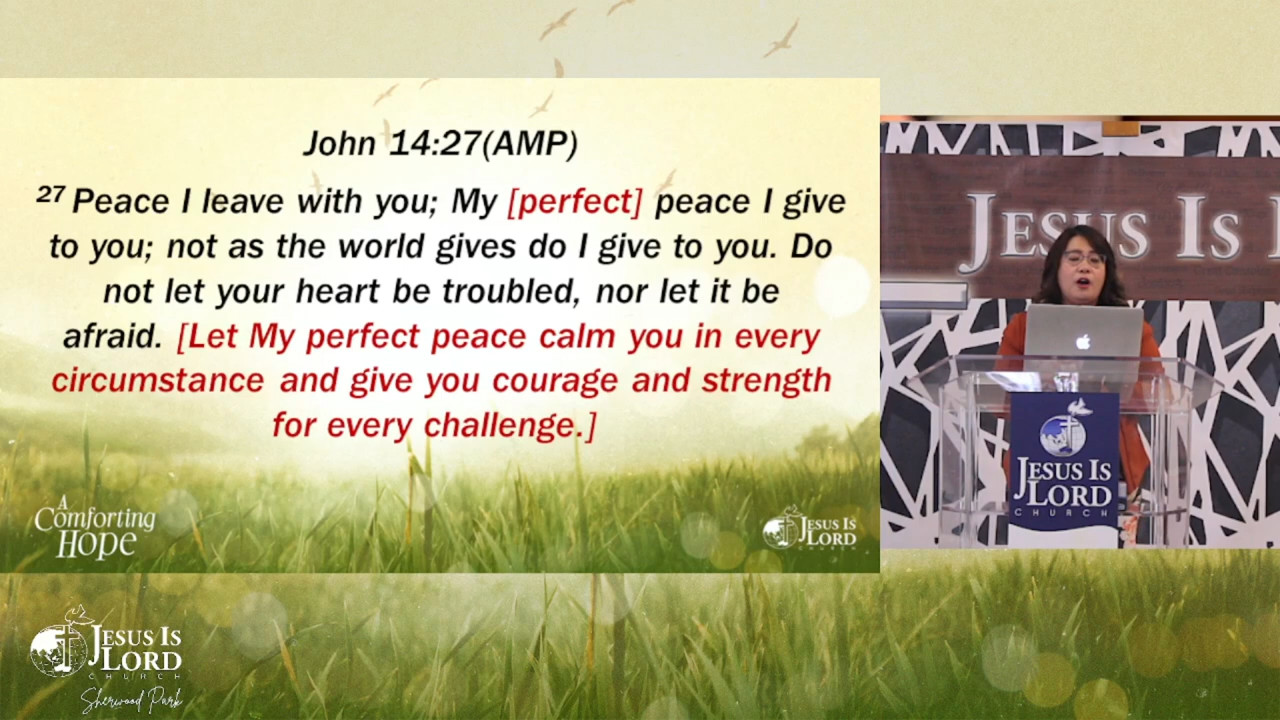 John 14:27(AMP)
27 Peace I leave with you; My [perfect] peace I give
to you; not as the world gives do I give to you. Do
not let your heart be troubled, nor let it be
afraid. [Let My perfect peace calm you in every
circumstance and give you courage and strength
for every challenge.]
A
Comforting
Hope
JESUS IS
LORD
CHURCH
JESUS IS
JESUS IS
LORD
CHURCH
JESUS IS
LORD
CHURCH
Sherwood Park